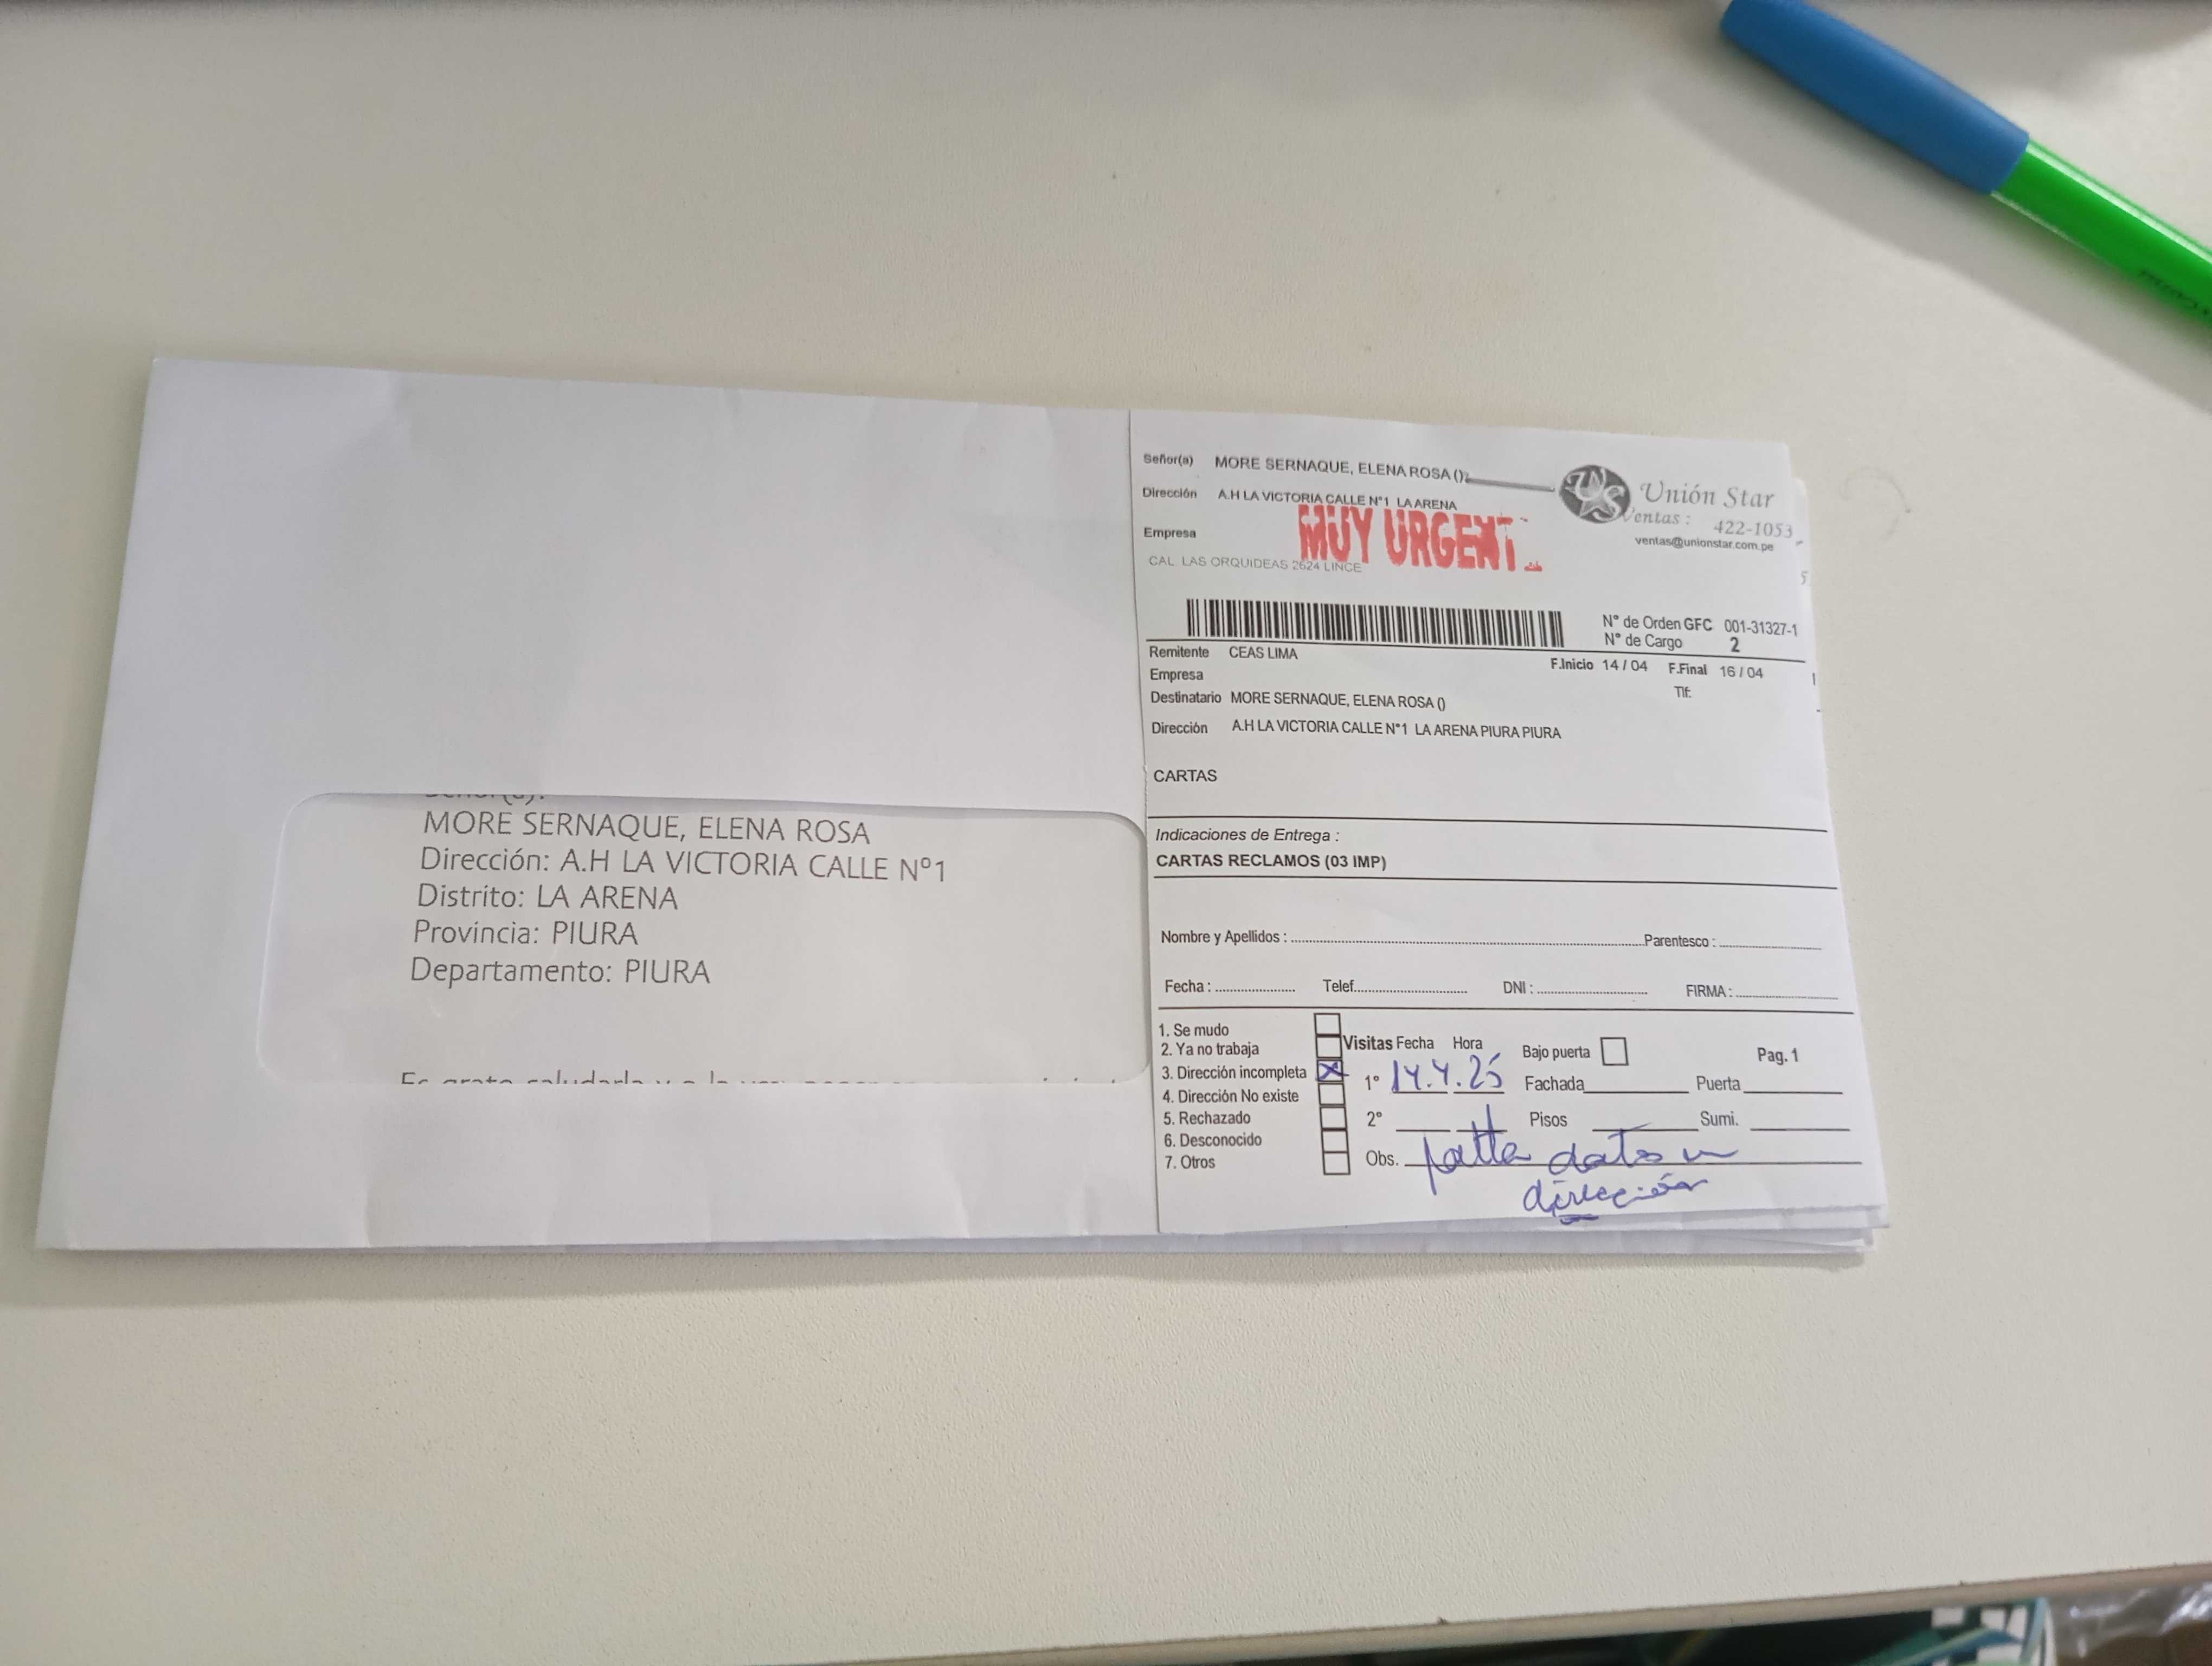 MORE SERNAQUE, ELENA ROSA
Dirección: A.H LA VICTORIA CALLE Nº1
Distrito: LA ARENA
Provincia: PIURA
Departamento: PIURA
Señor(a) MORE SERNAQUE, ELENA ROSA ()
Dirección A.H LA VICTORIA CALLE N°1 LA ARENA
Empresa
MUY URGENT
CAL LAS ORQUIDEAS 2624 LINCE
Unión Star
Ventas : 422-1053
ventas@unionstar.com.pe
N° de Orden GFC 001-31327-1
N° de Cargo 2
Remitente CEAS LIMA
F.Inicio 14 / 04 F.Final 16 / 04
Empresa
Tlf:
Destinatario MORE SERNAQUE, ELENA ROSA ()
Dirección A.H LA VICTORIA CALLE N°1 LA ARENA PIURA PIURA
CARTAS
Indicaciones de Entrega :
CARTAS RECLAMOS (03 IMP)
Nombre y Apellidos : Parentesco :
Fecha : Telef. DNI : FIRMA :
1. Se mudo
2. Ya no trabaja
3. Dirección incompleta
4. Dirección No existe
5. Rechazado
6. Desconocido
7. Otros
Visitas Fecha Hora Bajo puerta Pag. 1
1° 14.4.25 Fachada Puerta
2° Pisos Sumi.
Obs. falta datos en
dirección